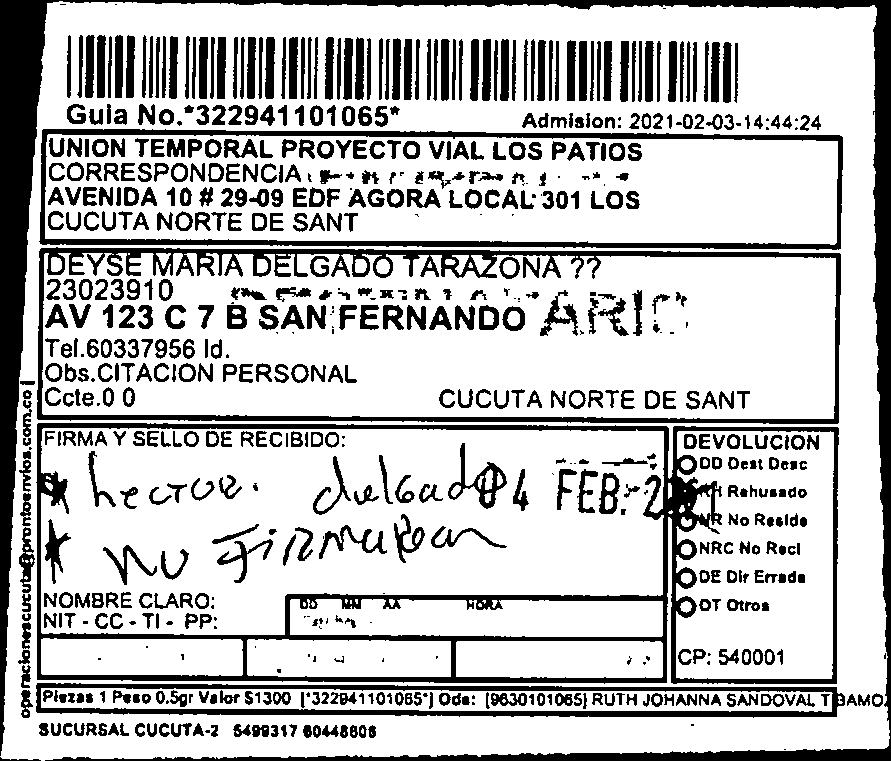 Guia No.*322941101065*
Admision: 2021-02-03-14:44:24
UNION TEMPORAL PROYECTO VIAL LOS PATIOS
CORRESPONDENCIA
AVENIDA 10 # 29-09 EDF AGORA LOCAL 301 LOS
CUCUTA NORTE DE SANT
DEYSE MARIA DELGADO TARAZONA ??
23023910
AV 123 C 7 B SAN FERNANDO
Tel.60337956 Id.
Obs.CITACION PERSONAL
Ccte.0 0
CUCUTA NORTE DE SANT
operacionescucuta@prontoenvios.com.co |
FIRMA Y SELLO DE RECIBIDO:
* hector. delgado
04 FEB. 2021
* NO FIRMAROn
NOMBRE CLARO:
NIT - CC - TI - PP:
DD MM AA HORA
DEVOLUCION
DD Dest Desc
RH Rehusado
NR No Reside
NRC No Recl
DE Dir Errada
OT Otros
CP: 540001
Piezas 1 Peso 0.5gr Valor $1300 [*322941101065*] Ods: [9630101065] RUTH JOHANNA SANDOVAL TIBAMO
SUCURSAL CUCUTA-2 5499317 60448606